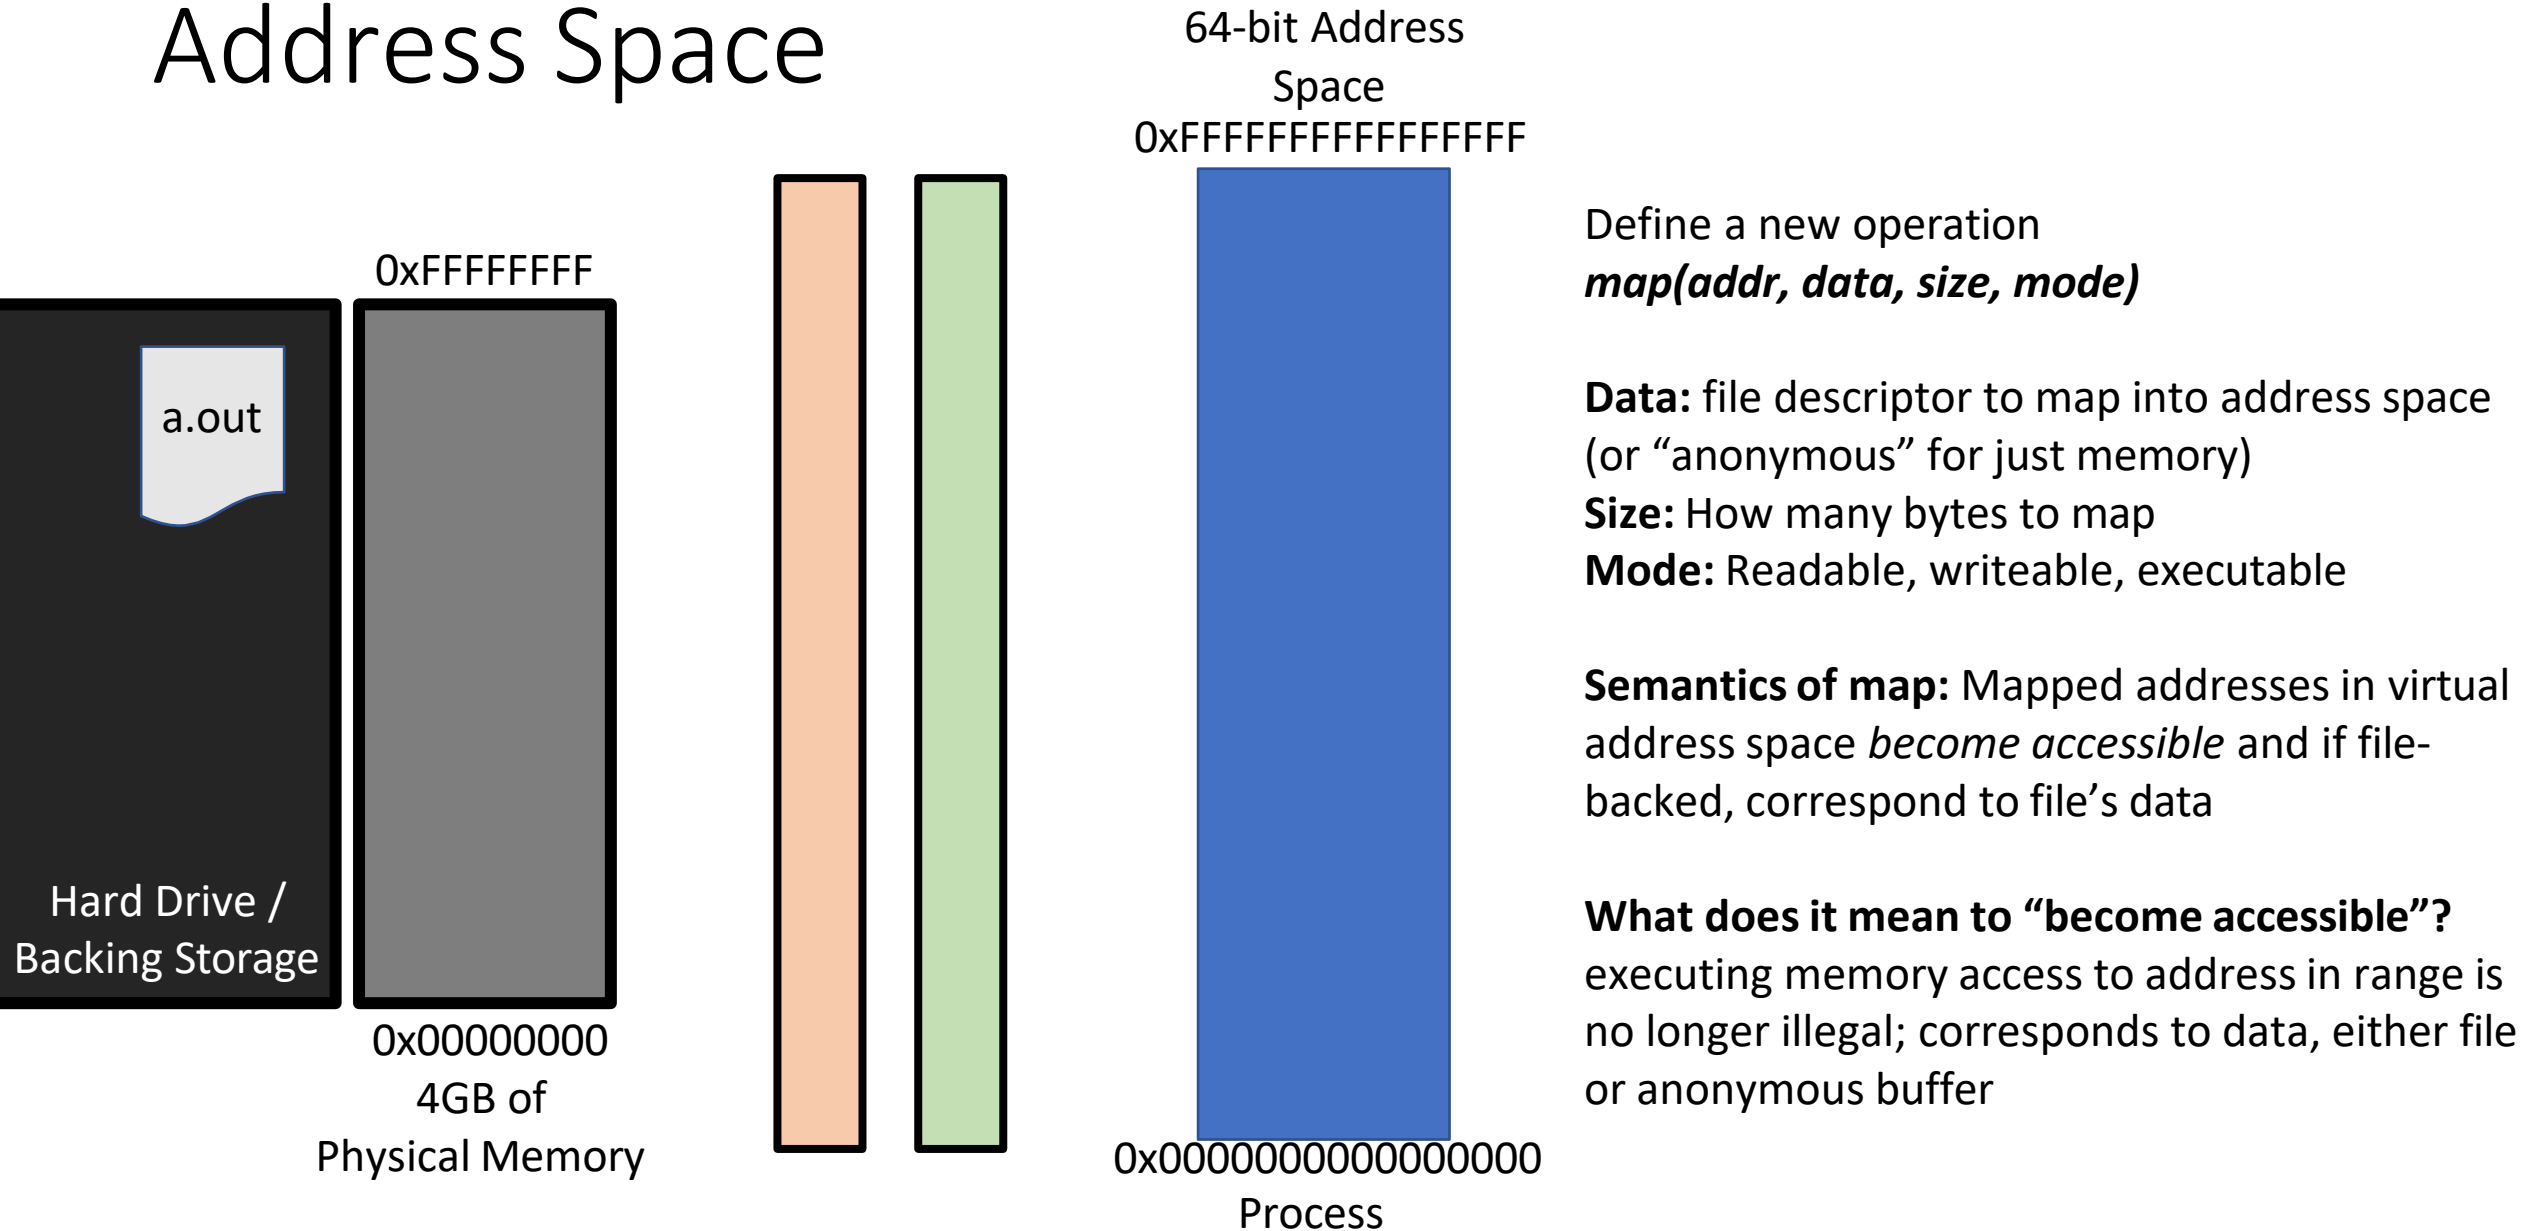 Address Space
64-bit Address
Space
0xFFFFFFFFFFFFFFFF
0xFFFFFFFF
a.out
Hard Drive /
Backing Storage
0x00000000
4GB of
Physical Memory
0x0000000000000000
Process
Define a new operation
map(addr, data, size, mode)
Data: file descriptor to map into address space
(or “anonymous” for just memory)
Size: How many bytes to map
Mode: Readable, writeable, executable
Semantics of map: Mapped addresses in virtual
address space become accessible and if file-
backed, correspond to file’s data
What does it mean to “become accessible”?
executing memory access to address in range is
no longer illegal; corresponds to data, either file
or anonymous buffer